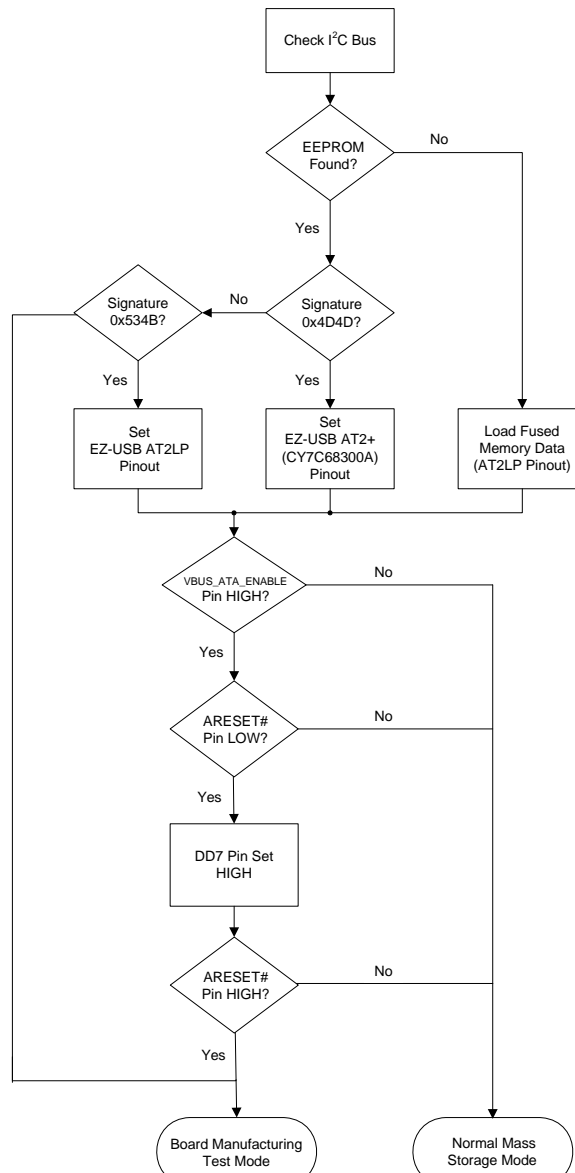 Check I²C Bus
EEPROM
Found?
No
Yes
Signature
0x534B?
No
Signature
0x4D4D?
Yes
Yes
Set
EZ-USB AT2LP
Pinout
Set
EZ-USB AT2+
(CY7C68300A)
Pinout
Load Fused
Memory Data
(AT2LP Pinout)
VBUS_ATA_ENABLE
Pin HIGH?
No
Yes
ARESET#
Pin LOW?
No
Yes
DD7 Pin Set
HIGH
ARESET#
Pin HIGH?
No
Yes
Board Manufacturing
Test Mode
Normal Mass
Storage Mode